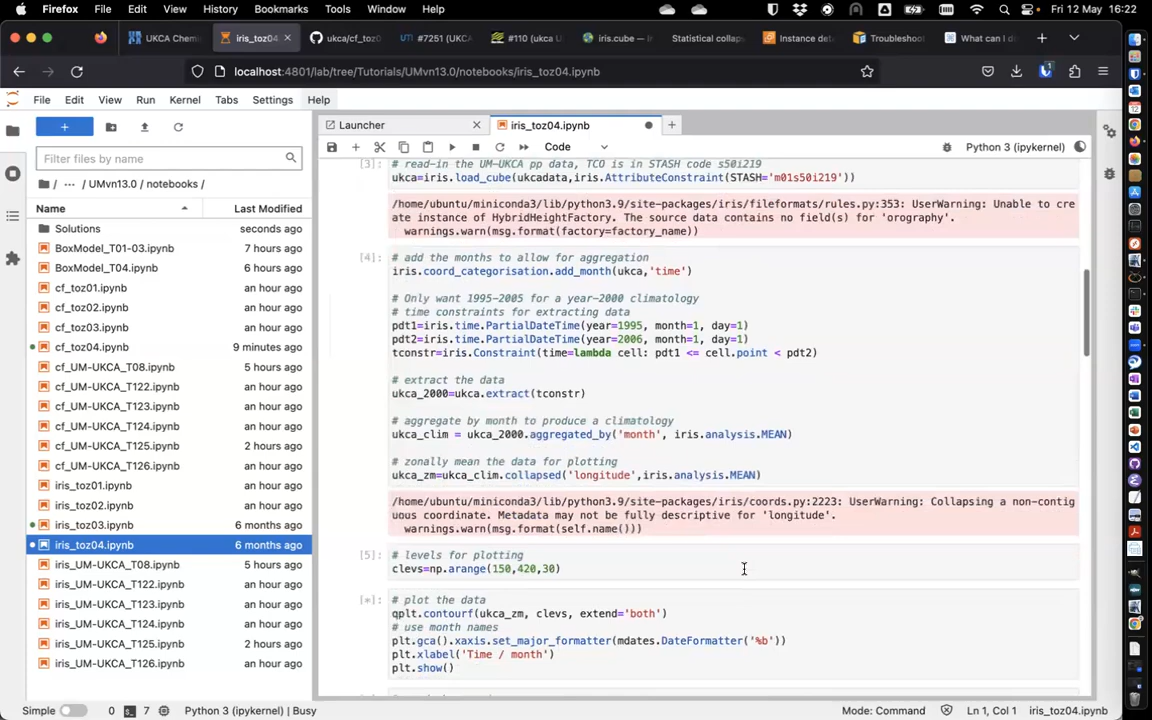 Firefox File Edit View History Bookmarks Tools Window Help Fri 12 May 16:22
UKCA Chemi iris_toz04 ukca/cf_toz0 #7251 (UKC #110 (ukca U iris.cube — I Statistical collaps Instance det Troubleshoot What can I di
localhost:4801/lab/tree/Tutorials/UMvn13.0/notebooks/iris_toz04.ipynb
File Edit View Run Kernel Tabs Settings Help
Launcher
iris_toz04.ipynb
Code
Python 3 (ipykernel)
Filter files by name
/ ··· / UMvn13.0 / notebooks /
Name Last Modified
Solutions seconds ago
BoxModel_T01-03.ipynb 7 hours ago
BoxModel_T04.ipynb 6 hours ago
cf_toz01.ipynb an hour ago
cf_toz02.ipynb an hour ago
cf_toz03.ipynb an hour ago
cf_toz04.ipynb 9 minutes ago
cf_UM-UKCA_T08.ipynb 5 hours ago
cf_UM-UKCA_T122.ipynb an hour ago
cf_UM-UKCA_T123.ipynb an hour ago
cf_UM-UKCA_T124.ipynb an hour ago
cf_UM-UKCA_T125.ipynb 2 hours ago
cf_UM-UKCA_T126.ipynb an hour ago
iris_toz01.ipynb an hour ago
iris_toz02.ipynb an hour ago
iris_toz03.ipynb 6 months ago
iris_toz04.ipynb 6 months ago
iris_UM-UKCA_T08.ipynb 5 hours ago
iris_UM-UKCA_T122.ipynb an hour ago
iris_UM-UKCA_T123.ipynb an hour ago
iris_UM-UKCA_T124.ipynb an hour ago
iris_UM-UKCA_T125.ipynb 2 hours ago
iris_UM-UKCA_T126.ipynb an hour ago
[3]: # read-in the UM-UKCA pp data, TCO is in STASH code s50i219
ukca=iris.load_cube(ukcadata,iris.AttributeConstraint(STASH='m01s50i219'))
/home/ubuntu/miniconda3/lib/python3.9/site-packages/iris/fileformats/rules.py:353: UserWarning: Unable to cre
ate instance of HybridHeightFactory. The source data contains no field(s) for 'orography'.
warnings.warn(msg.format(factory=factory_name))
[4]: # add the months to allow for aggregation
iris.coord_categorisation.add_month(ukca,'time')
# Only want 1995-2005 for a year-2000 climatology
# time constraints for extracting data
pdt1=iris.time.PartialDateTime(year=1995, month=1, day=1)
pdt2=iris.time.PartialDateTime(year=2006, month=1, day=1)
tconstr=iris.Constraint(time=lambda cell: pdt1 <= cell.point < pdt2)
# extract the data
ukca_2000=ukca.extract(tconstr)
# aggregate by month to produce a climatology
ukca_clim = ukca_2000.aggregated_by('month', iris.analysis.MEAN)
# zonally mean the data for plotting
ukca_zm=ukca_clim.collapsed('longitude',iris.analysis.MEAN)
/home/ubuntu/miniconda3/lib/python3.9/site-packages/iris/coords.py:2223: UserWarning: Collapsing a non-contig
uous coordinate. Metadata may not be fully descriptive for 'longitude'.
warnings.warn(msg.format(self.name()))
[5]: # levels for plotting
clevs=np.arange(150,420,30)
[*]: # plot the data
qplt.contourf(ukca_zm, clevs, extend='both')
# use month names
plt.gca().xaxis.set_major_formatter(mdates.DateFormatter('%b'))
plt.xlabel('Time / month')
plt.show()
Simple 0 7 Python 3 (ipykernel) | Busy Mode: Command Ln 1, Col 1 iris_toz04.ipynb